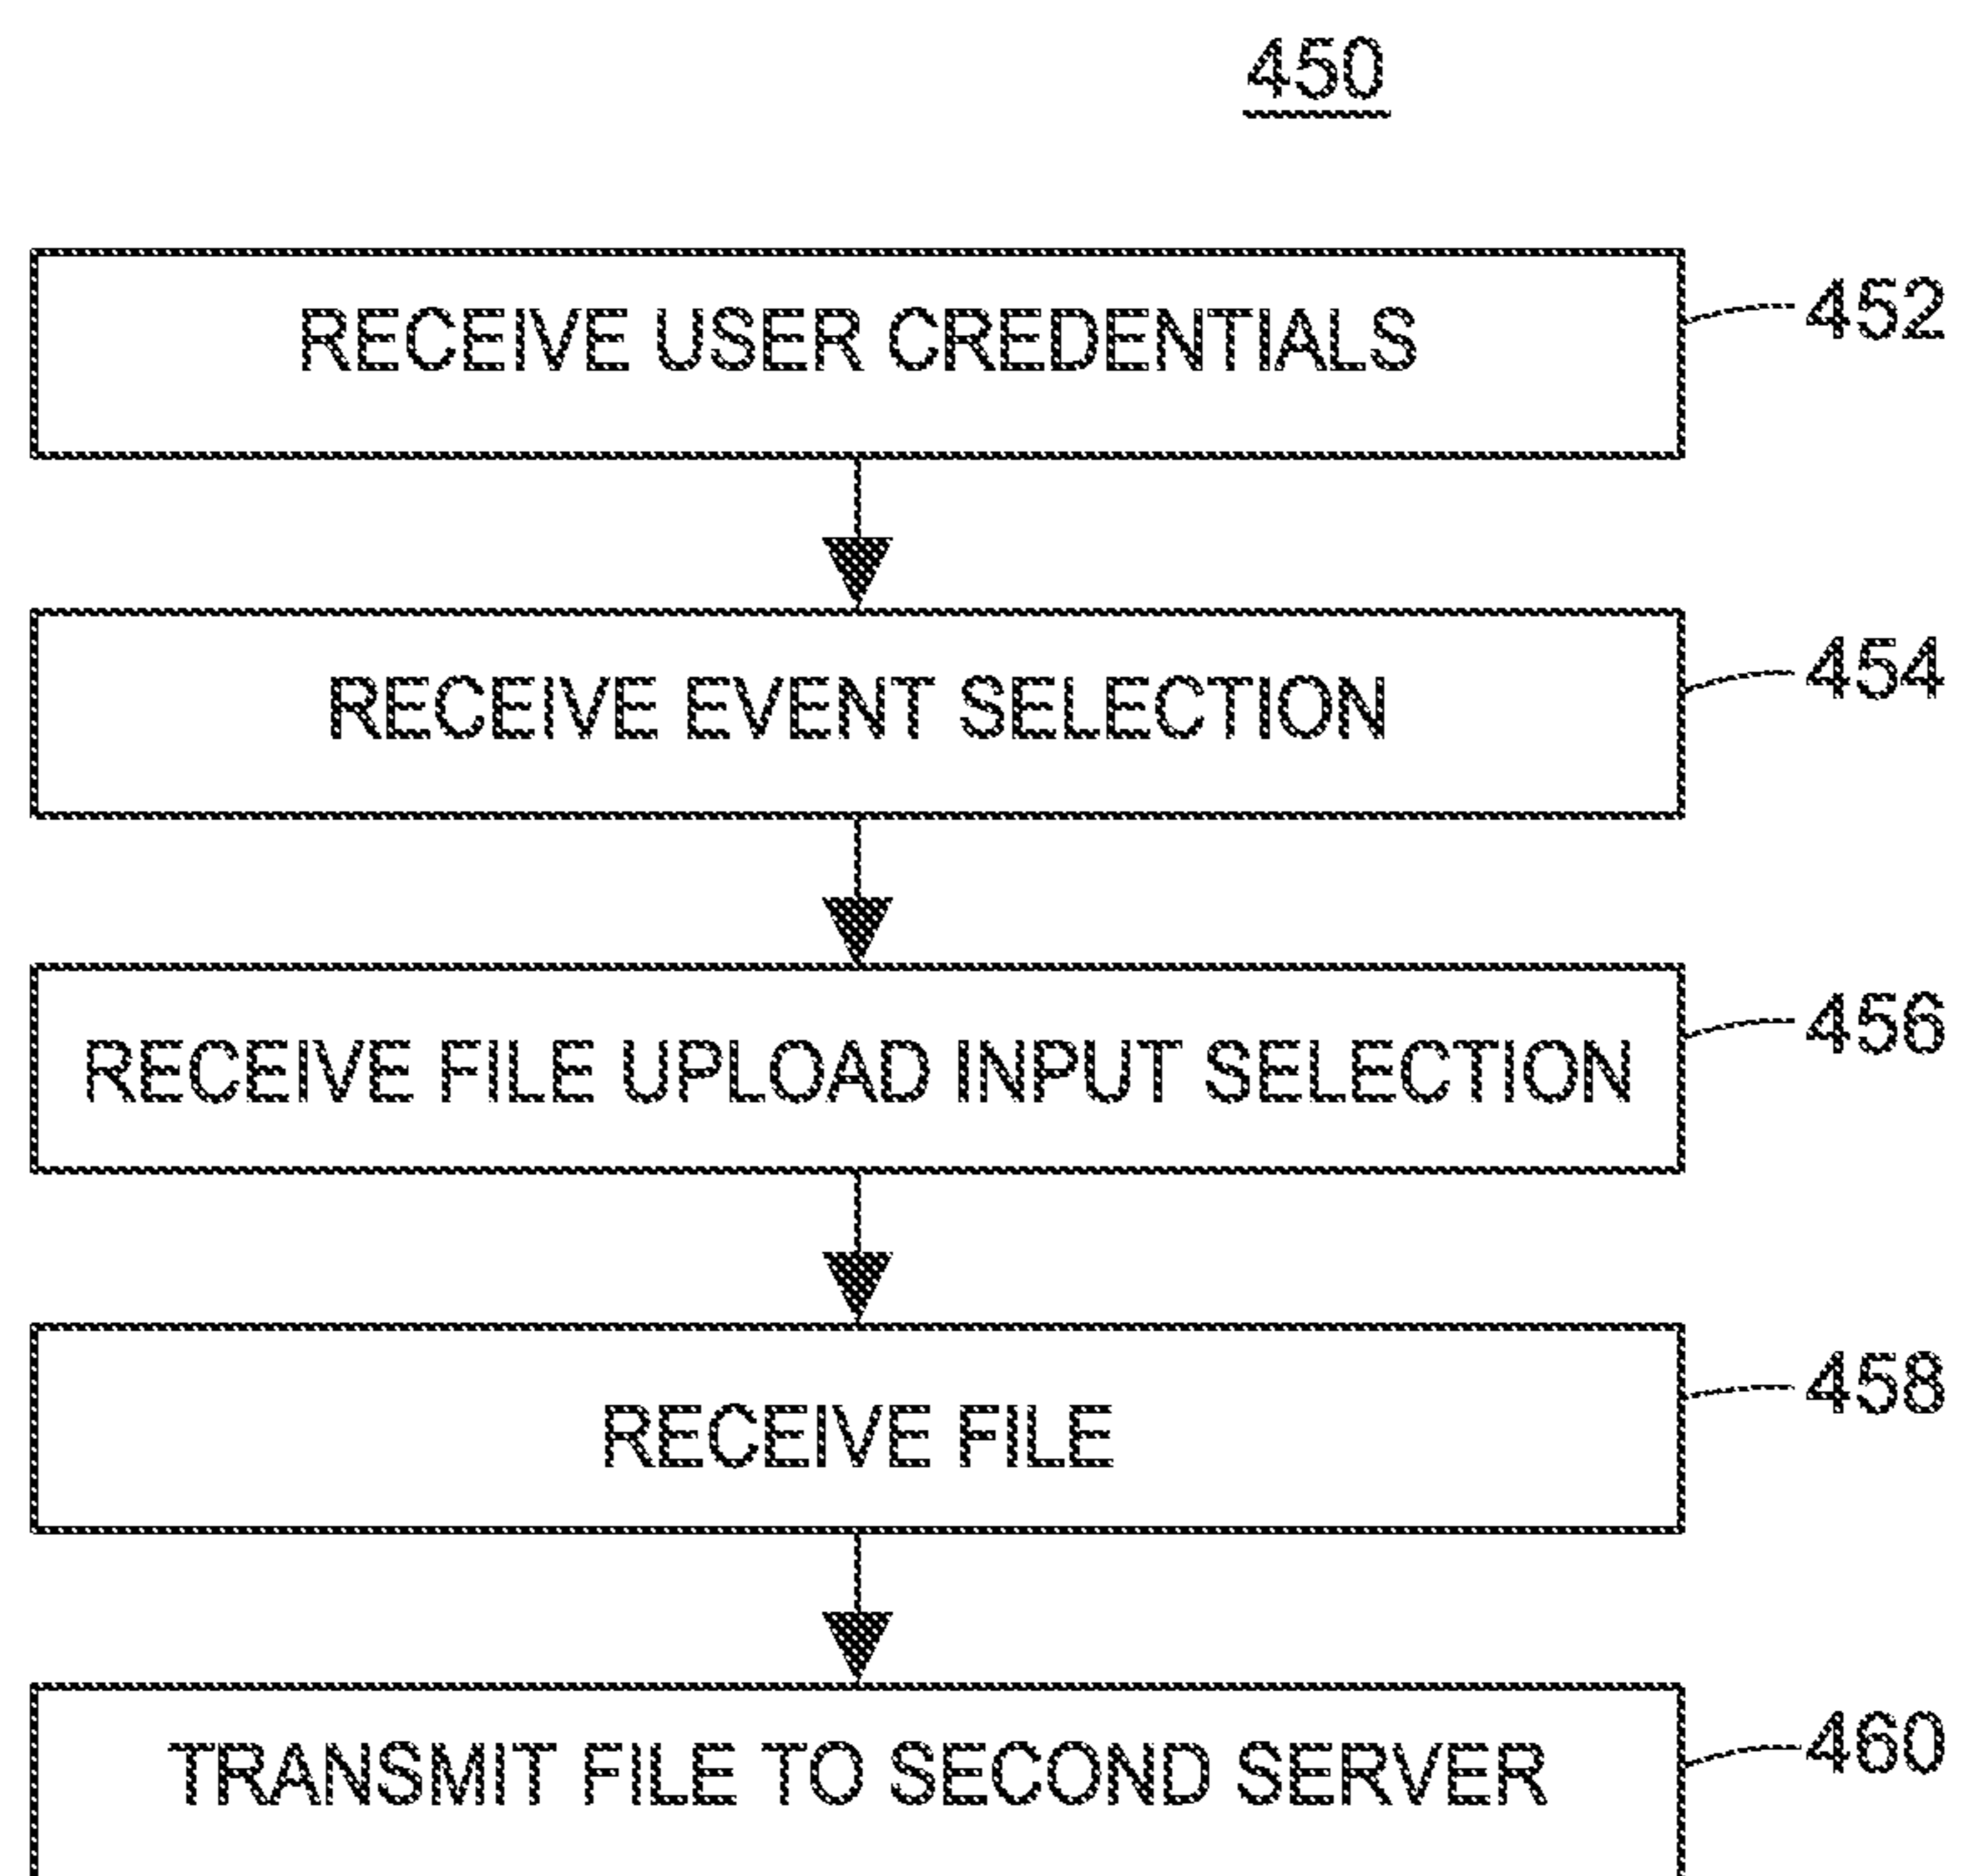 450
RECEIVE USER CREDENTIALS
452
RECEIVE EVENT SELECTION
454
RECEIVE FILE UPLOAD INPUT SELECTION
456
RECEIVE FILE
458
TRANSMIT FILE TO SECOND SERVER
460